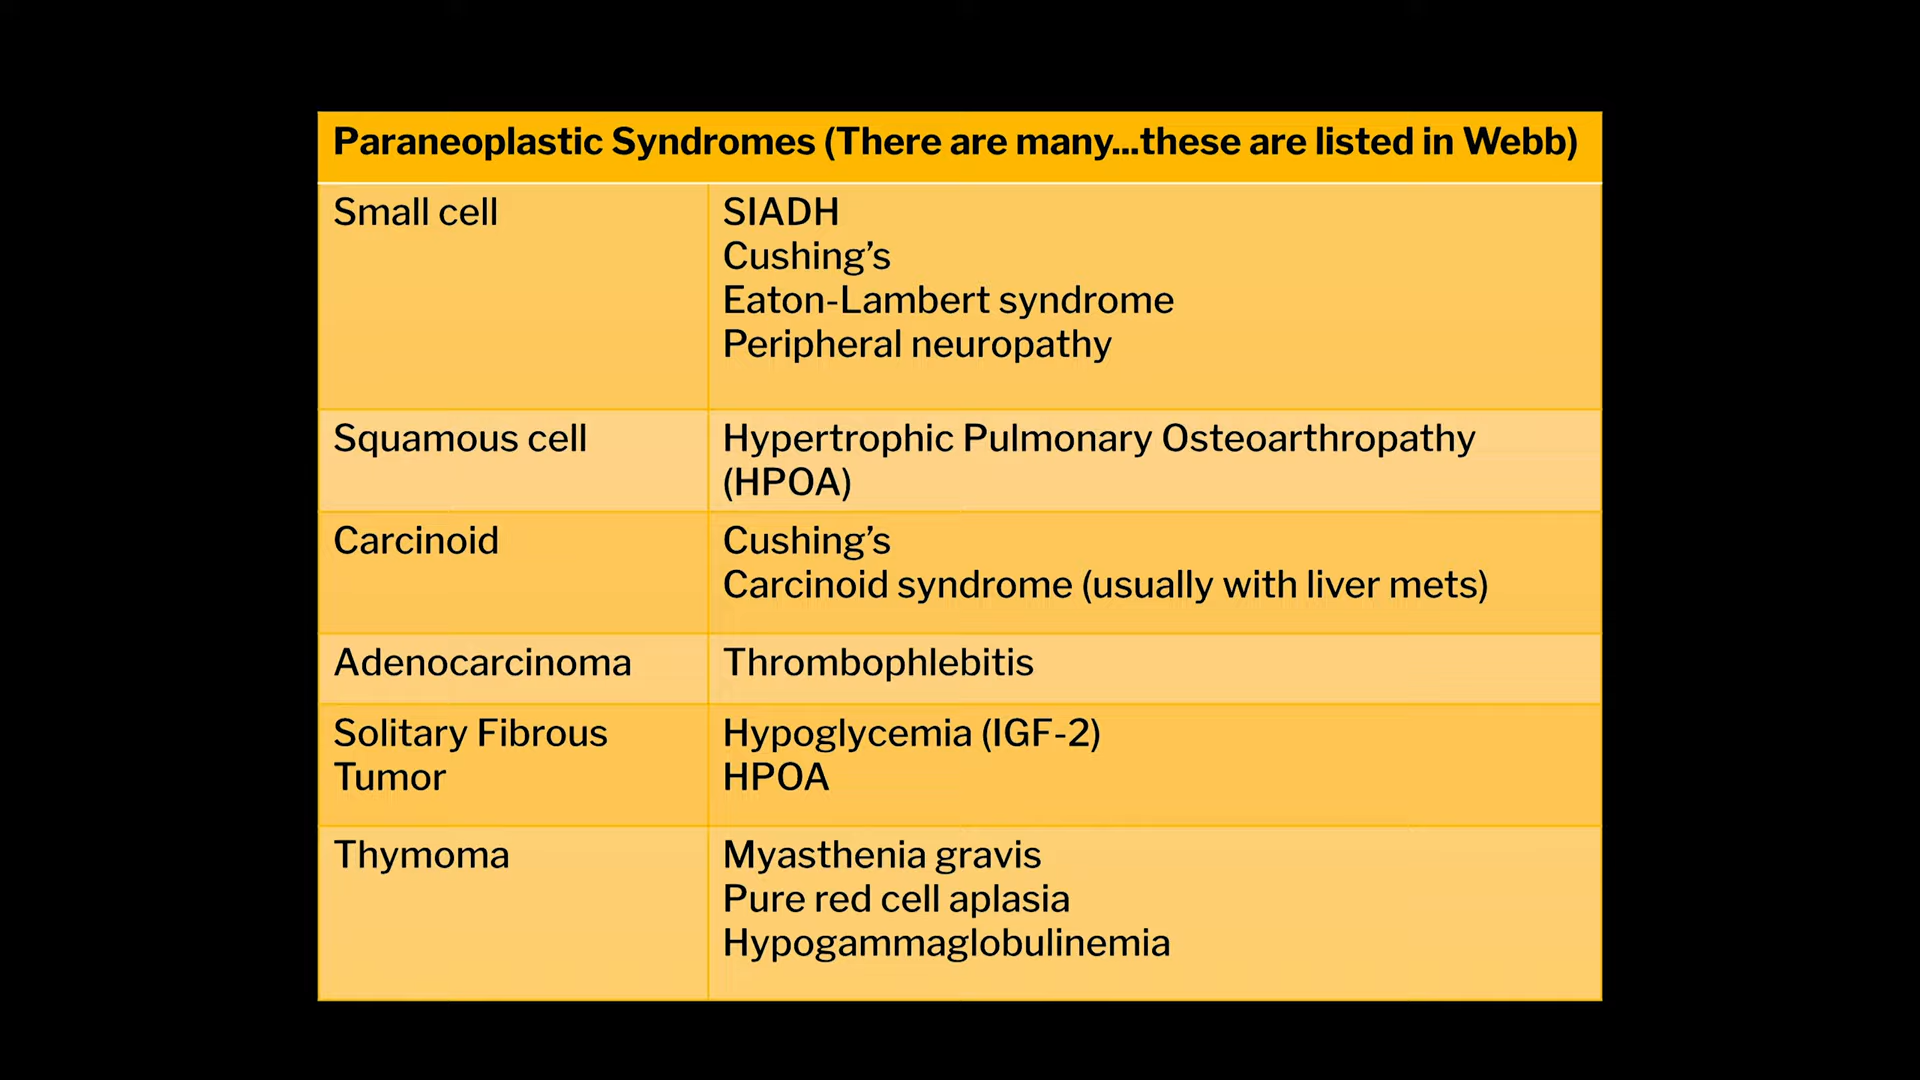 Paraneoplastic Syndromes (There are many...these are listed in Webb)
Small cell
SIADH
Cushing’s
Eaton-Lambert syndrome
Peripheral neuropathy
Squamous cell
Hypertrophic Pulmonary Osteoarthropathy
(HPOA)
Carcinoid
Cushing’s
Carcinoid syndrome (usually with liver mets)
Adenocarcinoma
Thrombophlebitis
Solitary Fibrous
Tumor
Hypoglycemia (IGF-2)
HPOA
Thymoma
Myasthenia gravis
Pure red cell aplasia
Hypogammaglobulinemia